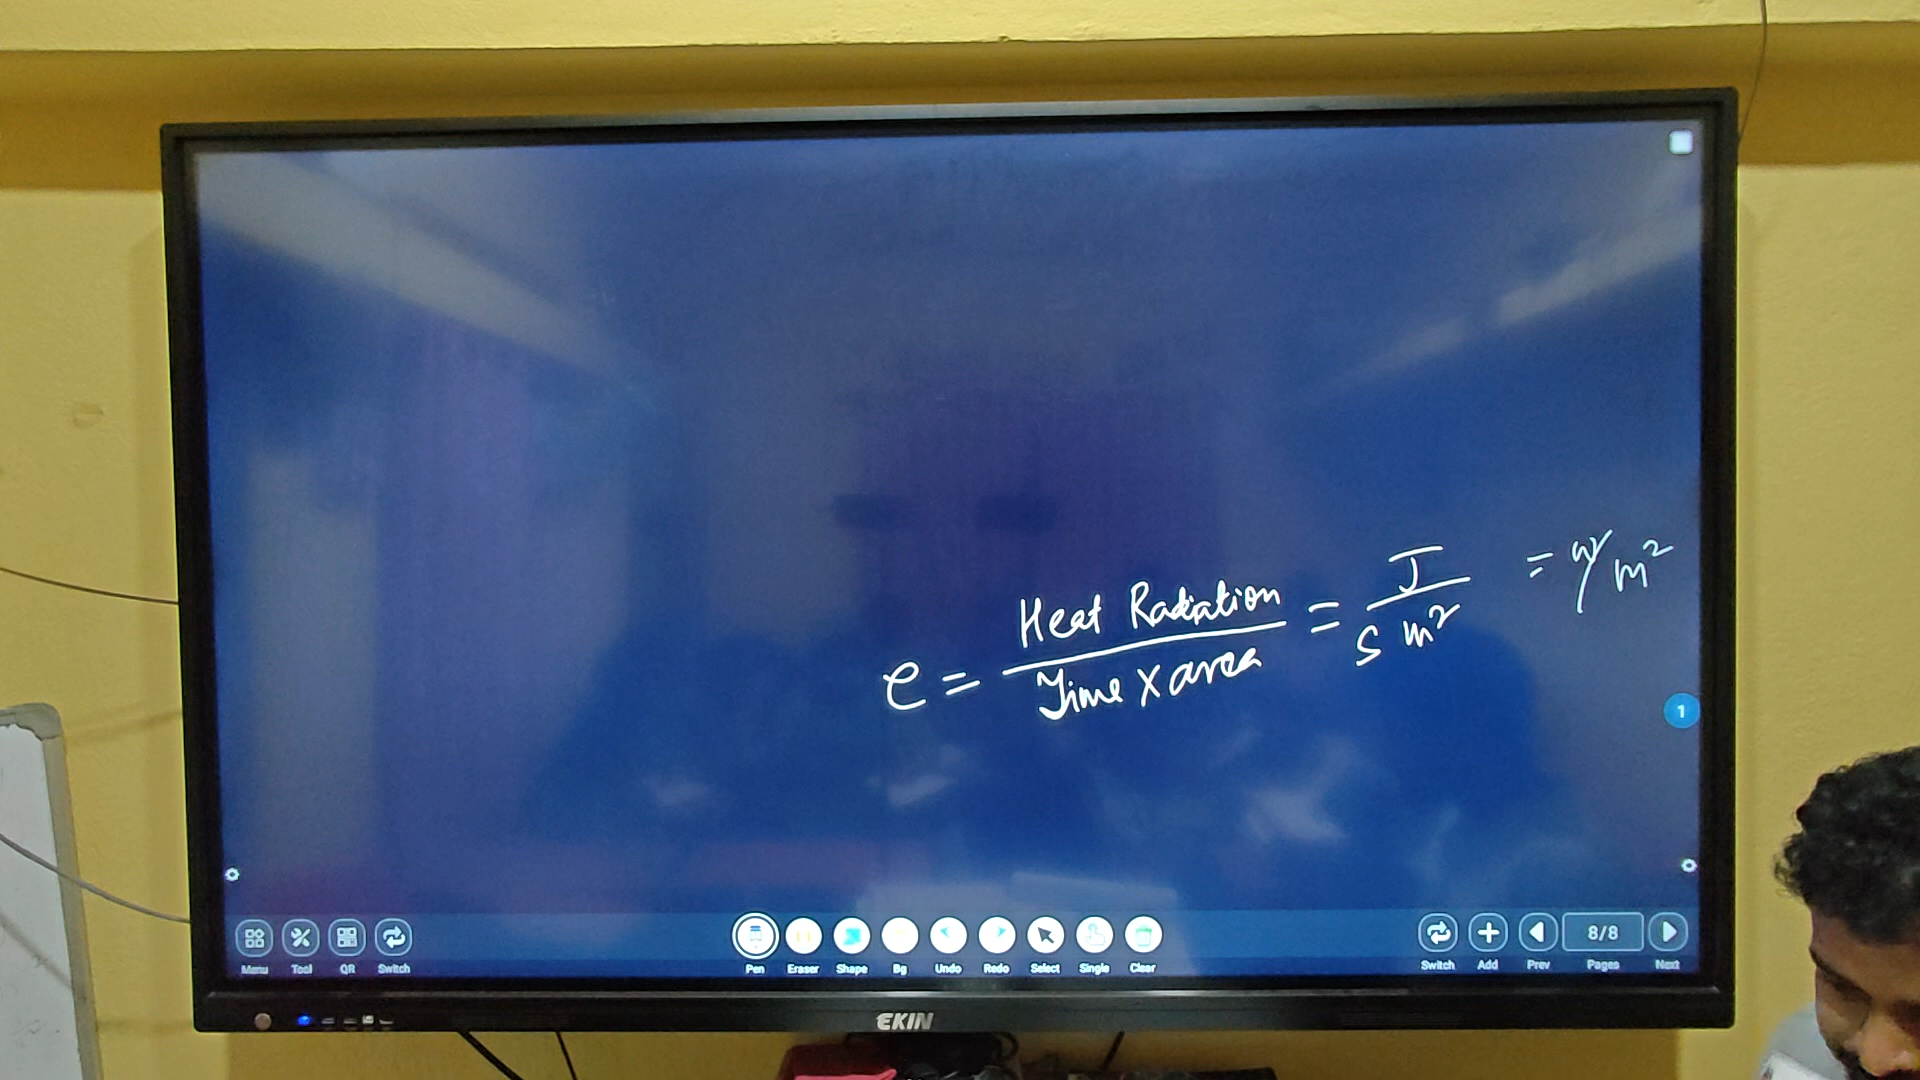 e = Heat Radiation / Time x area = J / s m² = W/m²
1
Menu Tool QR Switch Pen Eraser Shape Bg Undo Redo Select Single Clear Switch Add Prev 8/8 Pages Next
EKIN